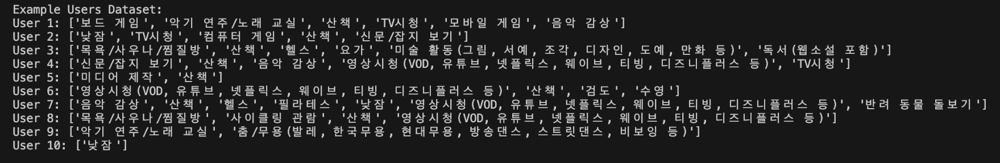 Example Users Dataset:
User 1: ['보드 게임', '악기 연주/노래 교실', '산책', 'TV시청', '모바일 게임', '음악 감상']
User 2: ['낮잠', 'TV시청', '컴퓨터 게임', '산책', '신문/잡지 보기']
User 3: ['목욕/사우나/찜질방', '산책', '헬스', '요가', '미술 활동(그림, 서예, 조각, 디자인, 도예, 만화 등)', '독서(웹소설 포함)']
User 4: ['신문/잡지 보기', '산책', '음악 감상', '영상시청(VOD, 유튜브, 넷플릭스, 웨이브, 티빙, 디즈니플러스 등)', 'TV시청']
User 5: ['미디어 제작', '산책']
User 6: ['영상시청(VOD, 유튜브, 넷플릭스, 웨이브, 티빙, 디즈니플러스 등)', '산책', '검도', '수영']
User 7: ['음악 감상', '산책', '헬스', '필라테스', '낮잠', '영상시청(VOD, 유튜브, 넷플릭스, 웨이브, 티빙, 디즈니플러스 등)', '반려 동물 돌보기']
User 8: ['목욕/사우나/찜질방', '사이클링 관람', '산책', '영상시청(VOD, 유튜브, 넷플릭스, 웨이브, 티빙, 디즈니플러스 등)']
User 9: ['악기 연주/노래 교실', '춤/무용(발레, 한국무용, 현대무용, 방송댄스, 스트릿댄스, 비보잉 등)']
User 10: ['낮잠']